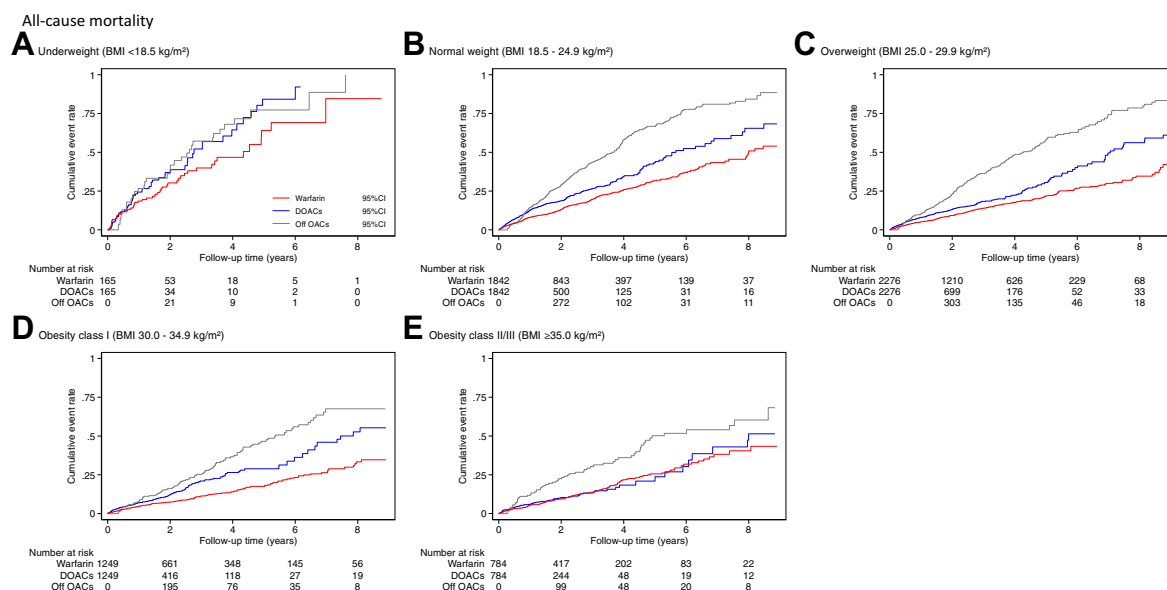 All-cause mortality
A Underweight (BMI <18.5 kg/m²)
1
.75
.5
.25
0
Cumulative event rate
Warfarin 95%CI
DOACs 95%CI
Off OACs 95%CI
0 2 4 6 8
Follow-up time (years)
Number at risk
Warfarin 165 53 18 5 1
DOACs 165 34 10 2 0
Off OACs 0 21 9 1 0
B Normal weight (BMI 18.5 - 24.9 kg/m²)
1
.75
.5
.25
0
Cumulative event rate
0 2 4 6 8
Follow-up time (years)
Number at risk
Warfarin 1842 843 397 139 37
DOACs 1842 500 125 31 16
Off OACs 0 272 102 31 11
C Overweight (BMI 25.0 - 29.9 kg/m²)
1
.75
.5
.25
0
Cumulative event rate
0 2 4 6 8
Follow-up time (years)
Number at risk
Warfarin 2276 1210 626 229 68
DOACs 2276 699 176 52 33
Off OACs 0 303 135 46 18
D Obesity class I (BMI 30.0 - 34.9 kg/m²)
1
.75
.5
.25
0
Cumulative event rate
0 2 4 6 8
Follow-up time (years)
Number at risk
Warfarin 1249 661 348 145 56
DOACs 1249 416 118 27 19
Off OACs 0 195 76 35 8
E Obesity class II/III (BMI ≥35.0 kg/m²)
1
.75
.5
.25
0
Cumulative event rate
0 2 4 6 8
Follow-up time (years)
Number at risk
Warfarin 784 417 202 83 22
DOACs 784 244 48 19 12
Off OACs 0 99 48 20 8